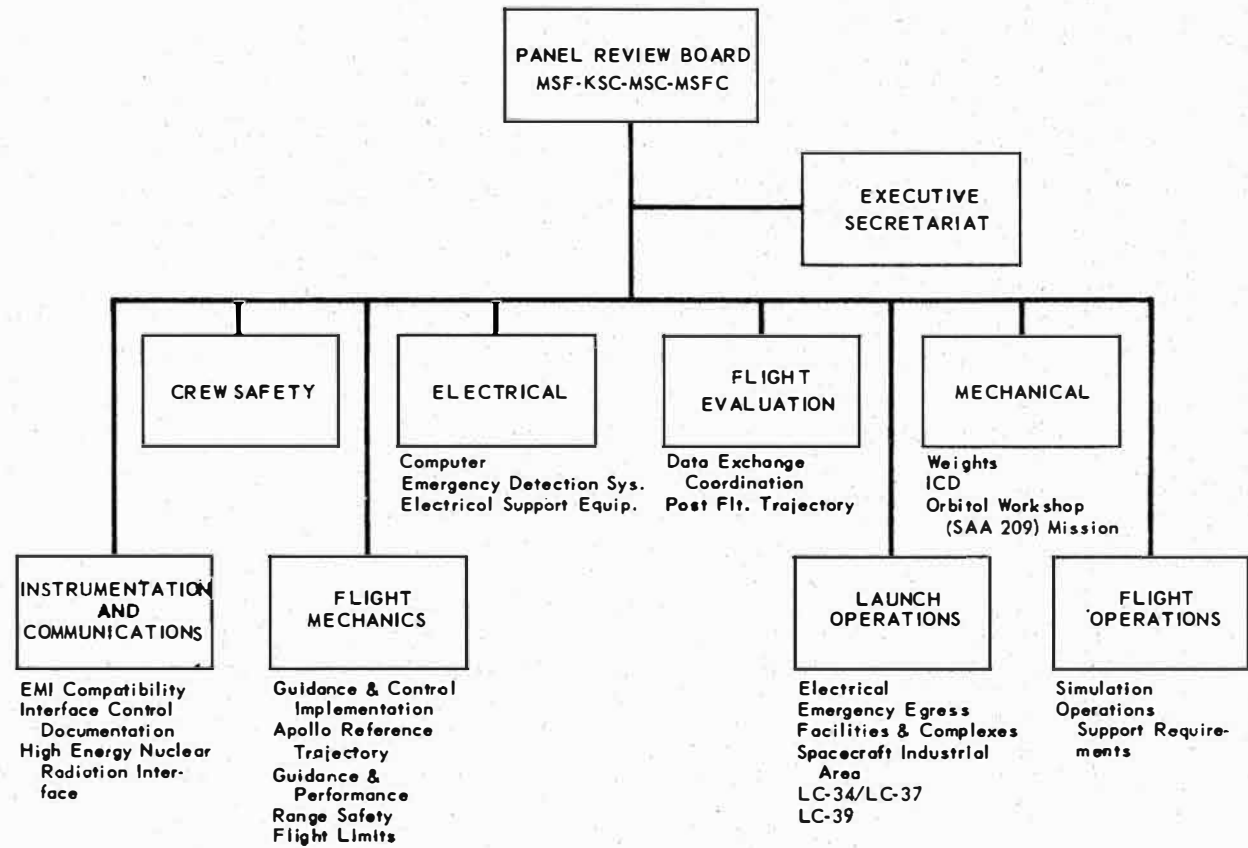 PANEL REVIEW BOARD
MSF-KSC-MSC-MSFC
EXECUTIVE
SECRETARIAT
CREW SAFETY
ELECTRICAL
Computer
Emergency Detection Sys.
Electricol Support Equip.
FLIGHT
EVALUATION
Data Exchange
Coordination
Post Flt. Trajectory
MECHANICAL
Weights
ICD
Orbitol Workshop
(SAA 209) Mission
INSTRUMENTATION
AND
COMMUNICATIONS
EMI Compatibility
Interface Control
Documentation
High Energy Nuclear
Radiation Inter-
face
FLIGHT
MECHANICS
Guidance & Control
Implementation
Apollo Reference
Trajectory
Guidance &
Performance
Range Safety
Flight Limits
LAUNCH
OPERATIONS
Electrical
Emergency Egress
Facilities & Complexes
Spacecraft Industrial
Area
LC-34/LC-37
LC-39
FLIGHT
OPERATIONS
Simulation
Operations
Support Require-
ments